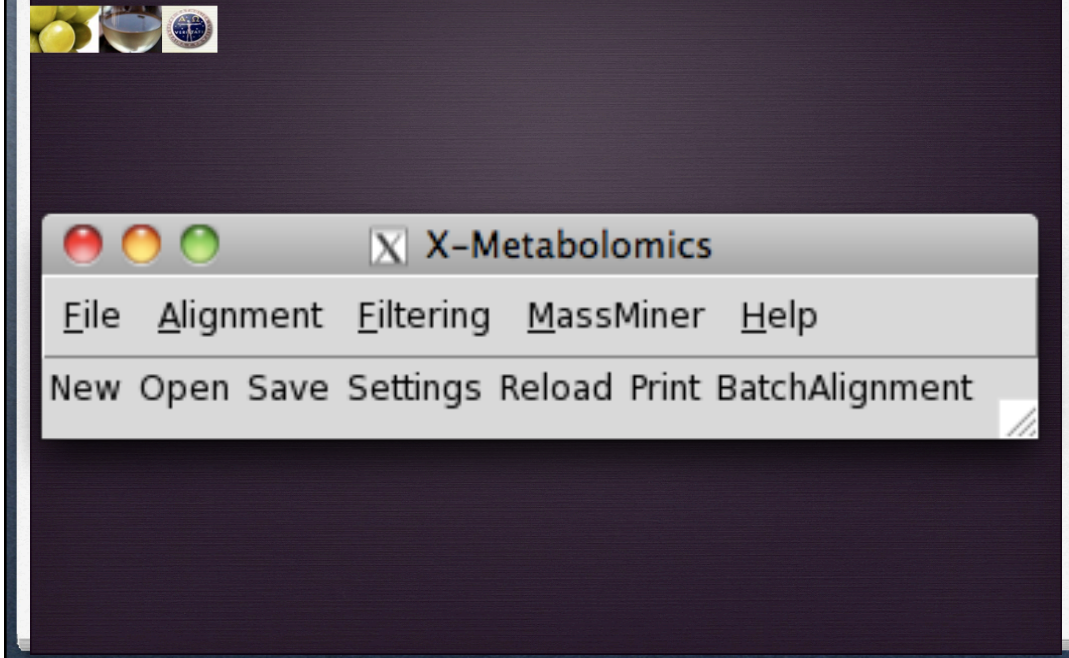 X-Metabolomics
File Alignment Filtering MassMiner Help
New Open Save Settings Reload Print BatchAlignment